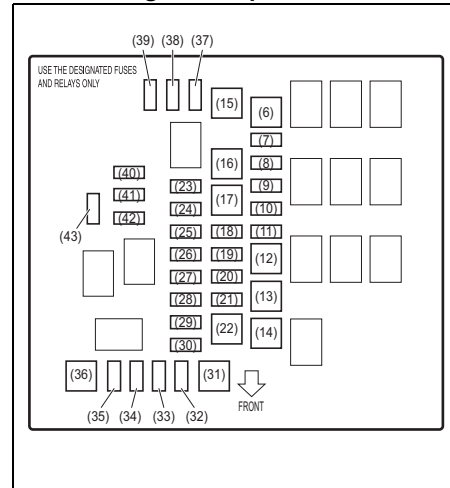 (39) (38) (37)
USE THE DESIGNATED FUSES
AND RELAYS ONLY
(15)
(6)
(7)
(16)
(8)
(40)
(23)
(9)
(41)
(17)
(24)
(10)
(42)
(43)
(25) (18) (11)
(26) (19) (12)
(27) (20)
(28) (21) (13)
(29)
(22) (14)
(30)
(36) (31)
FRONT
(35) (34) (33) (32)